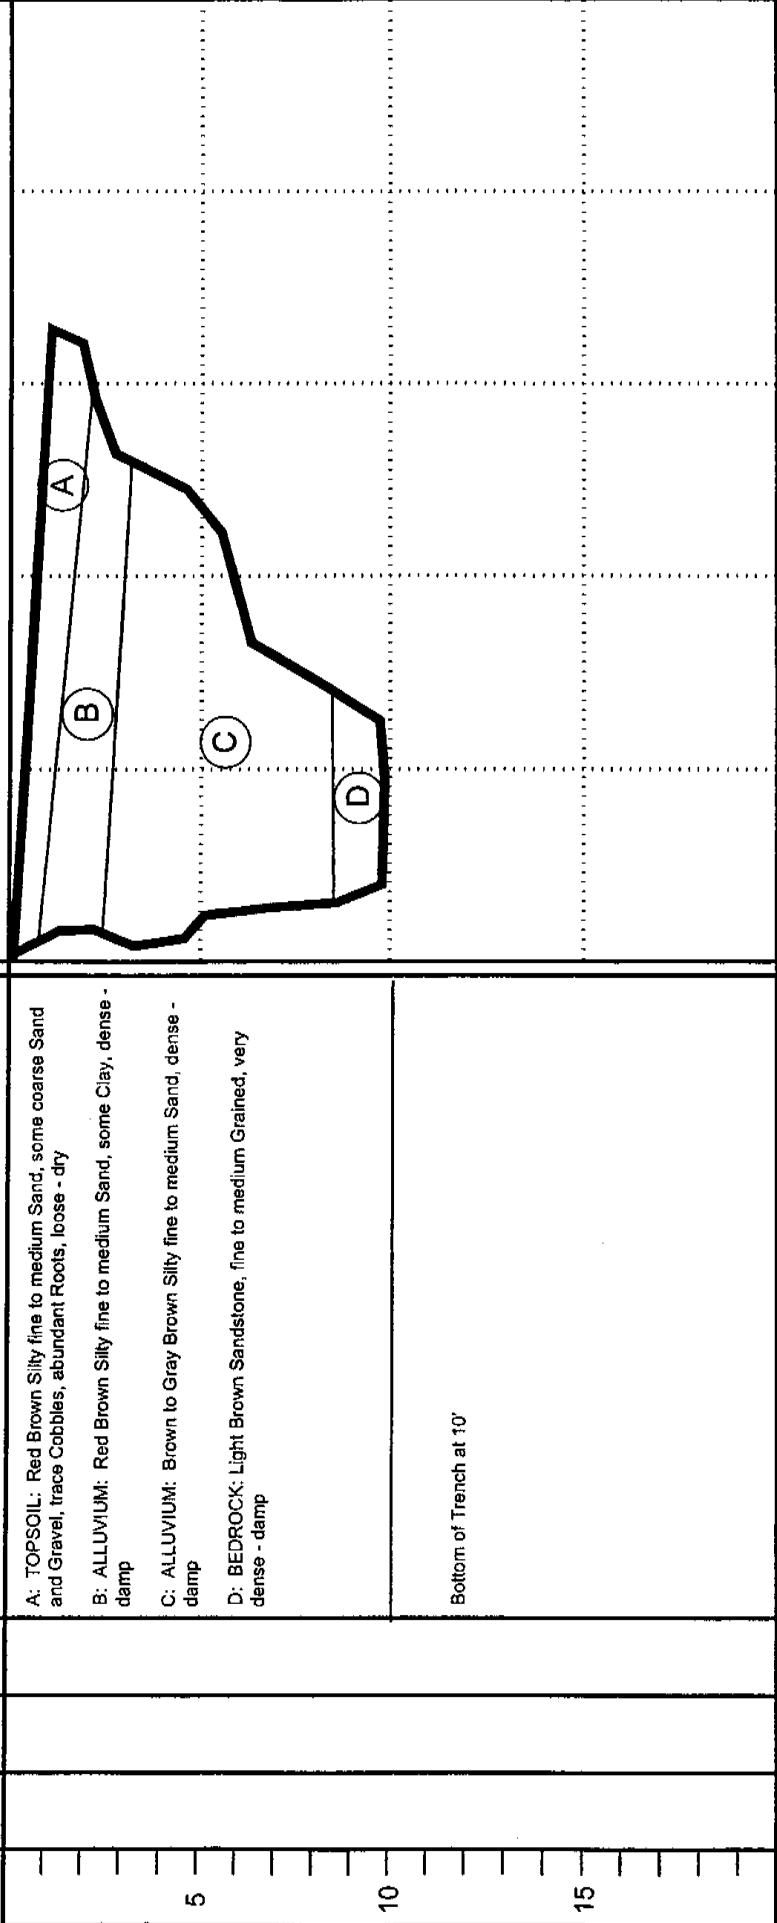 A: TOPSOIL: Red Brown Silty fine to medium Sand, some coarse Sand
and Gravel, trace Cobbles, abundant Roots, loose - dry
B: ALLUVIUM: Red Brown Silty fine to medium Sand, some Clay, dense -
damp
C: ALLUVIUM: Brown to Gray Brown Silty fine to medium Sand, dense -
damp
D: BEDROCK: Light Brown Sandstone, fine to medium Grained, very
dense - damp
Bottom of Trench at 10'
5
10
15
A
B
C
D